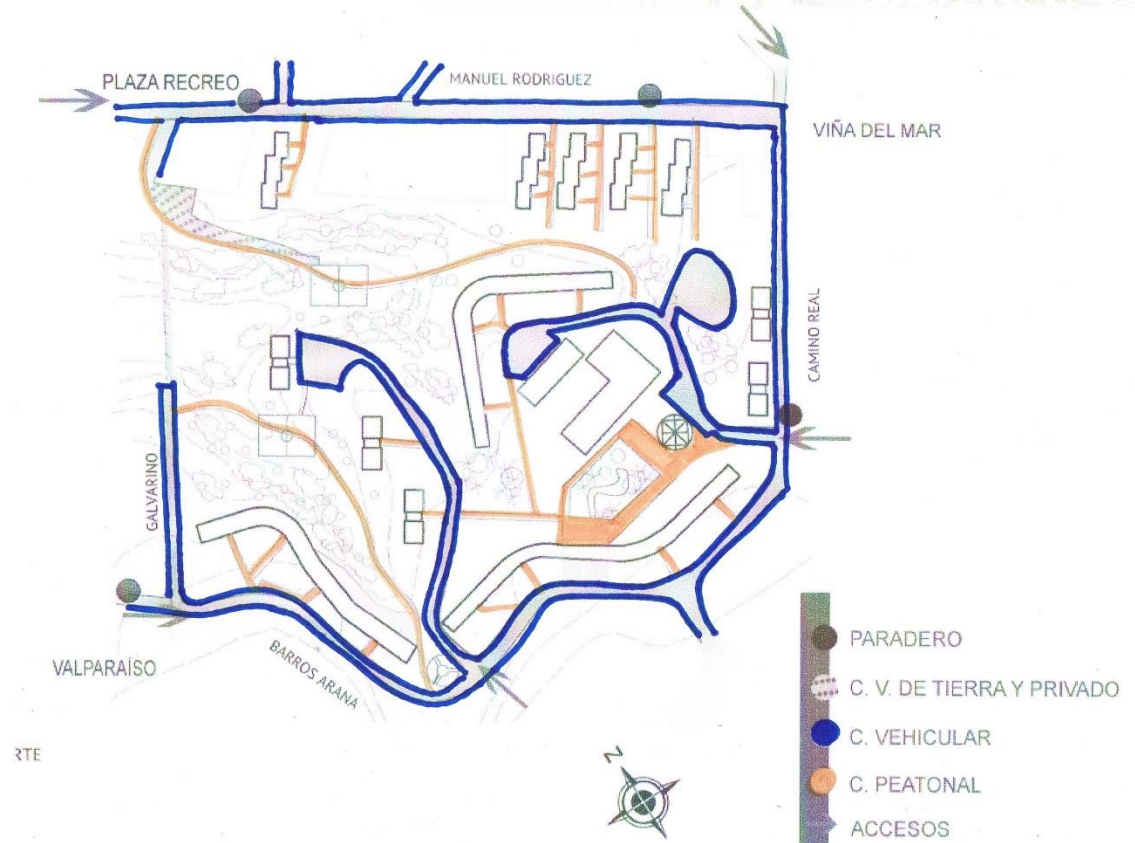 PLAZA RECREO
MANUEL RODRIGUEZ
VIÑA DEL MAR
CAMINO REAL
GALVARINO
VALPARAÍSO
BARROS ARANA
RTE
N
PARADERO
C. V. DE TIERRA Y PRIVADO
C. VEHICULAR
C. PEATONAL
ACCESOS